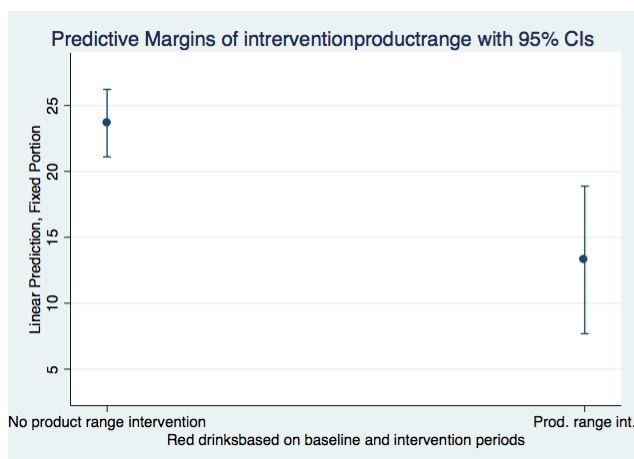 Predictive Margins of intrerventionproductrange with 95% CIs
Linear Prediction, Fixed Portion
25
20
15
10
5
No product range intervention
Prod. range int.
Red drinksbased on baseline and intervention periods